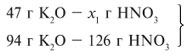 47 г K₂O – x₁ г HNO₃
94 г K₂O – 126 г HNO₃